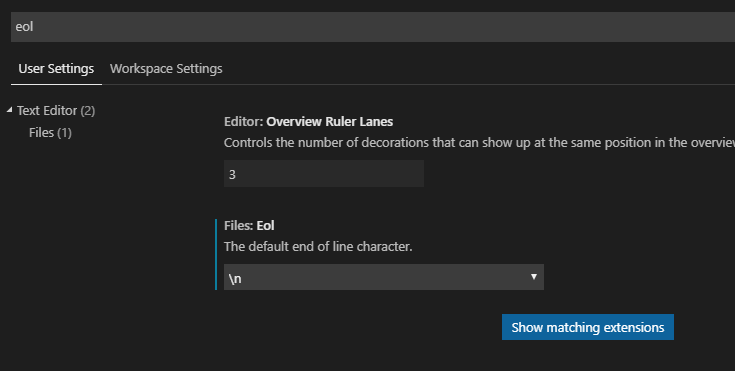 eol
User Settings
Workspace Settings
Text Editor (2)
Files (1)
Editor: Overview Ruler Lanes
Controls the number of decorations that can show up at the same position in the overview
3
Files: Eol
The default end of line character.
\n
Show matching extensions